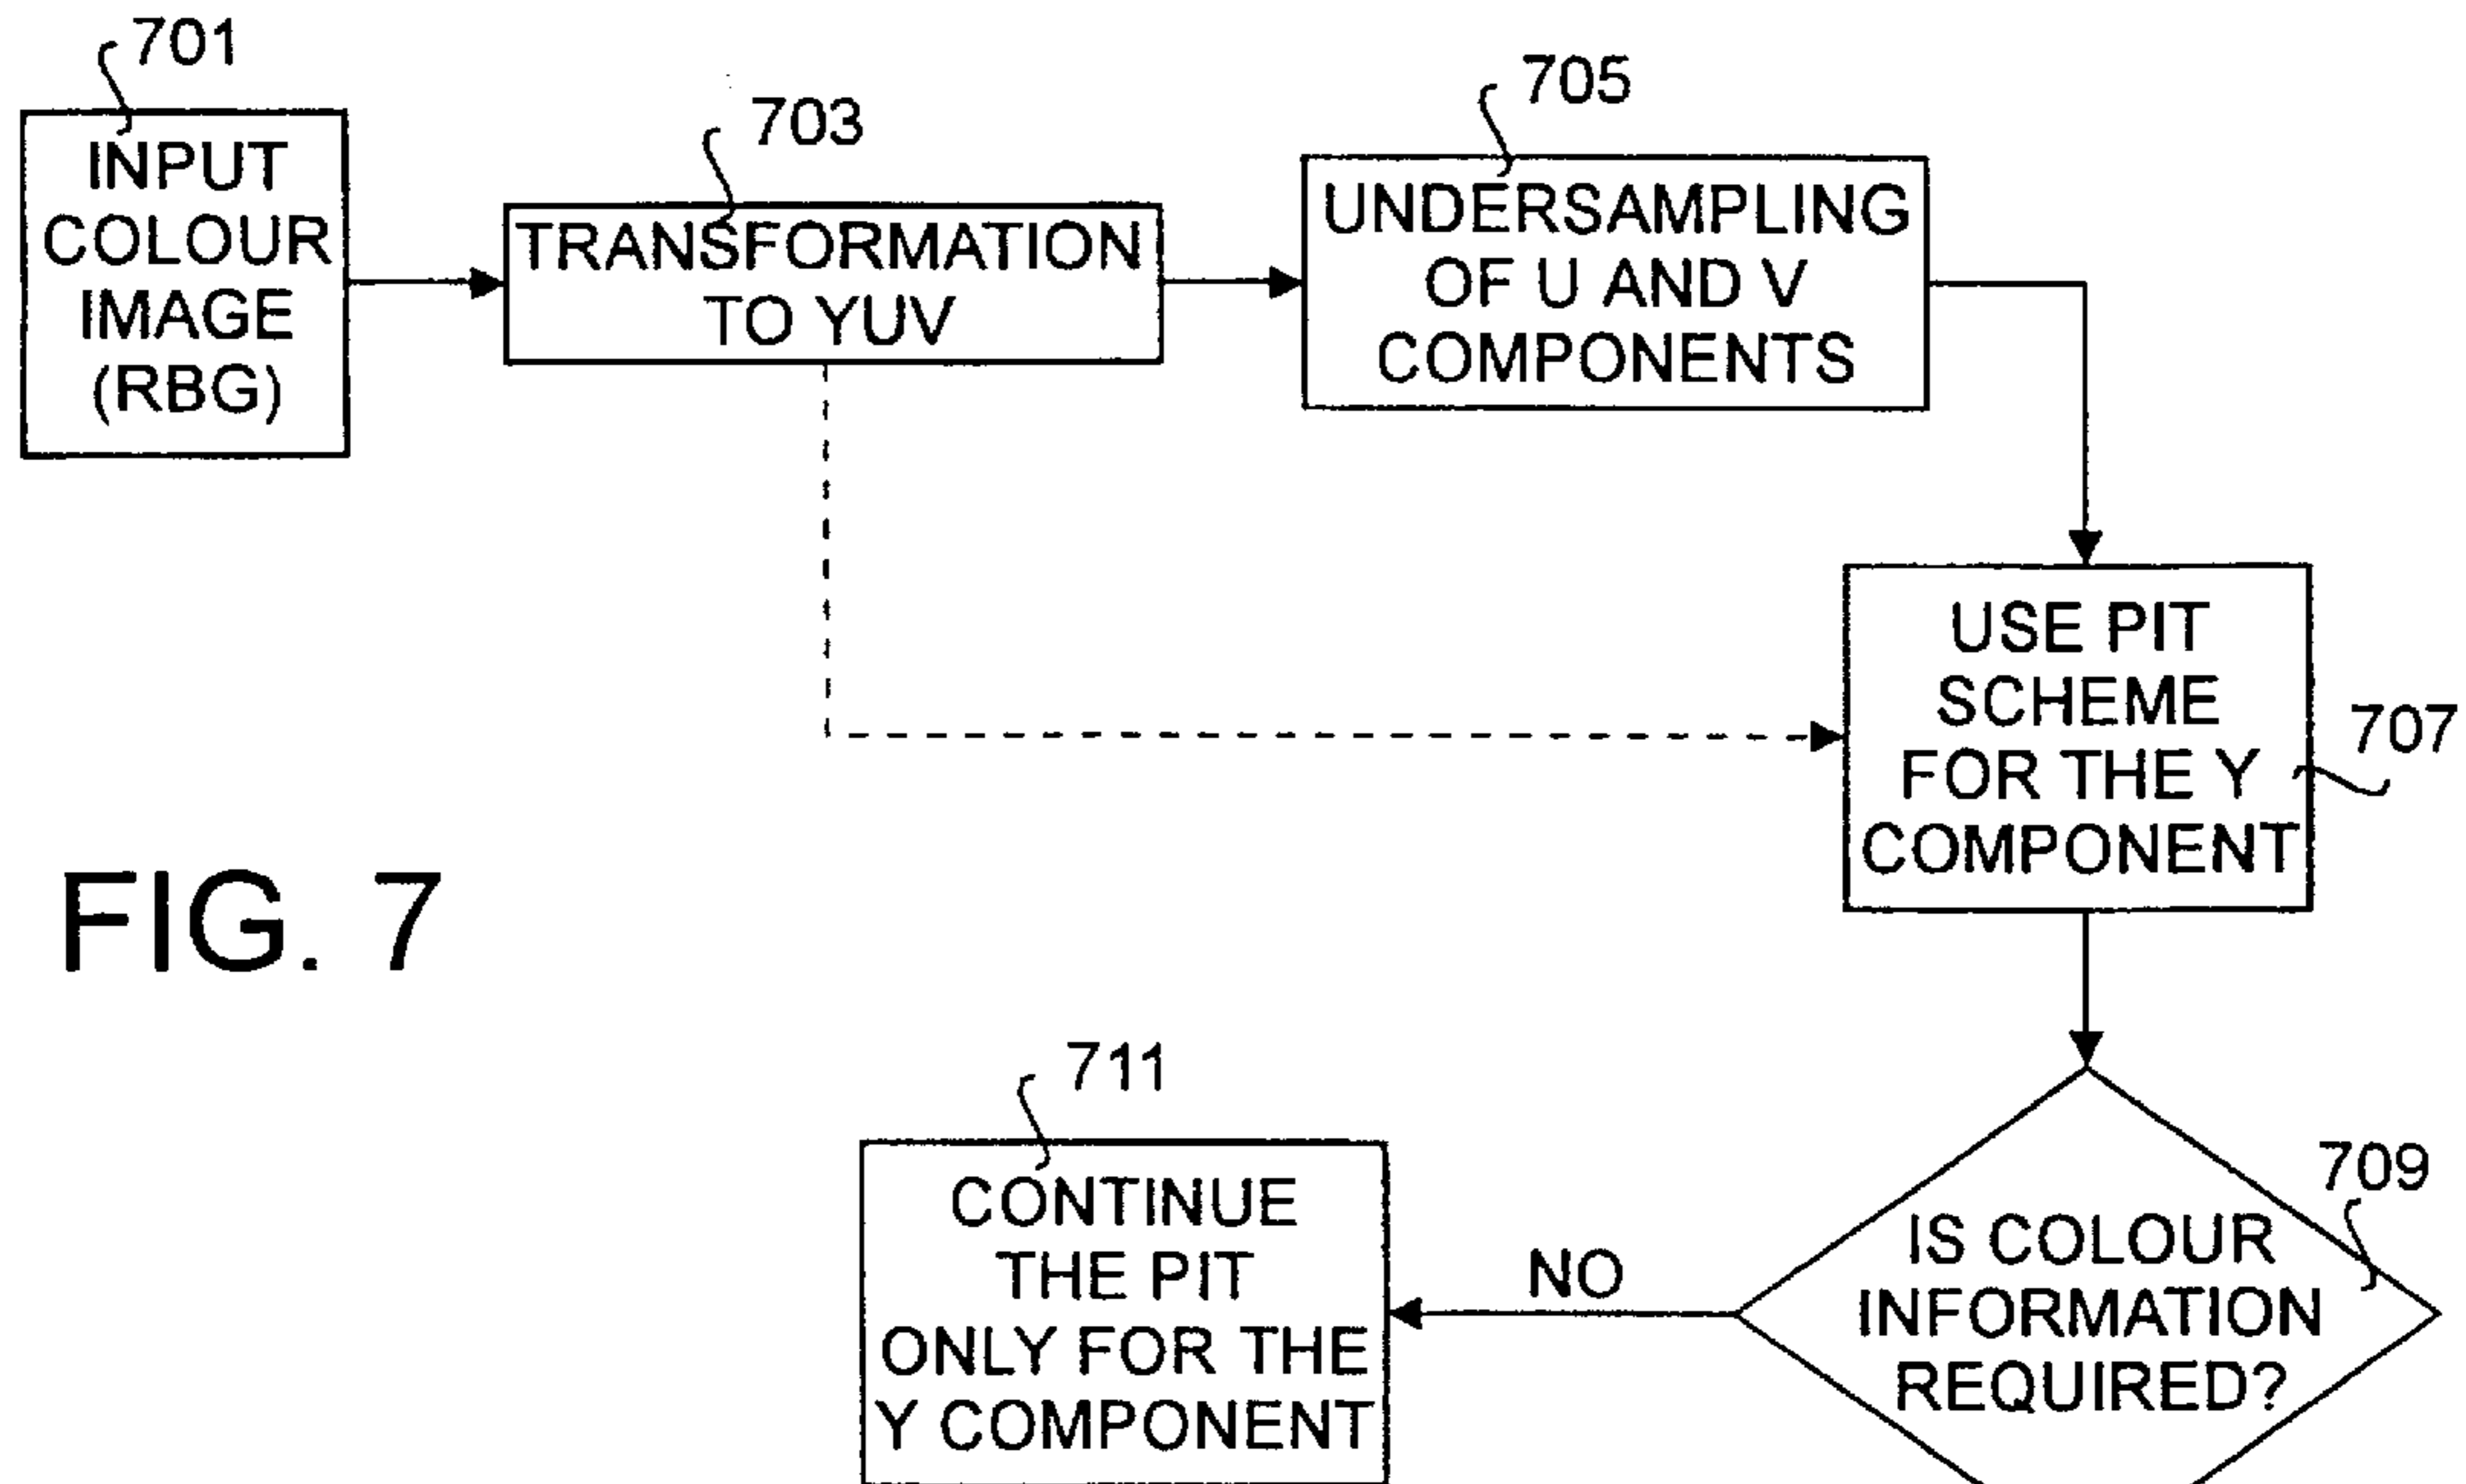 701
INPUT
COLOUR
IMAGE
(RBG)
703
TRANSFORMATION
TO YUV
705
UNDERSAMPLING
OF U AND V
COMPONENTS
USE PIT
SCHEME
FOR THE Y
COMPONENT
707
FIG. 7
709
IS COLOUR
INFORMATION
REQUIRED?
NO
711
CONTINUE
THE PIT
ONLY FOR THE
Y COMPONENT